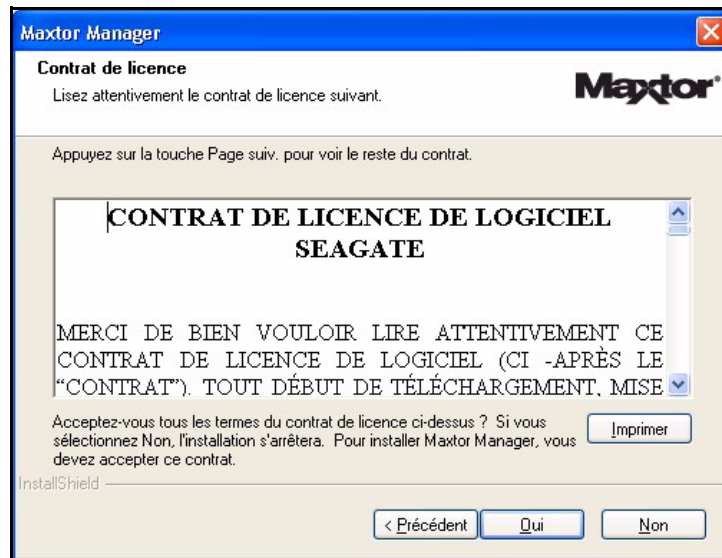 Maxtor Manager
Contrat de licence
Lisez attentivement le contrat de licence suivant.
Maxtor
Appuyez sur la touche Page suiv. pour voir le reste du contrat.
CONTRAT DE LICENCE DE LOGICIEL
SEAGATE
MERCI DE BIEN VOULOIR LIRE ATTENTIVEMENT CE
CONTRAT DE LICENCE DE LOGICIEL (CI -APRÈS LE
“CONTRAT”). TOUT DÉBUT DE TÉLÉCHARGEMENT, MISE
Acceptez-vous tous les termes du contrat de licence ci-dessus ? Si vous
sélectionnez Non, l'installation s'arrêtera. Pour installer Maxtor Manager, vous
devez accepter ce contrat.
Imprimer
InstallShield
< Précédent
Oui
Non